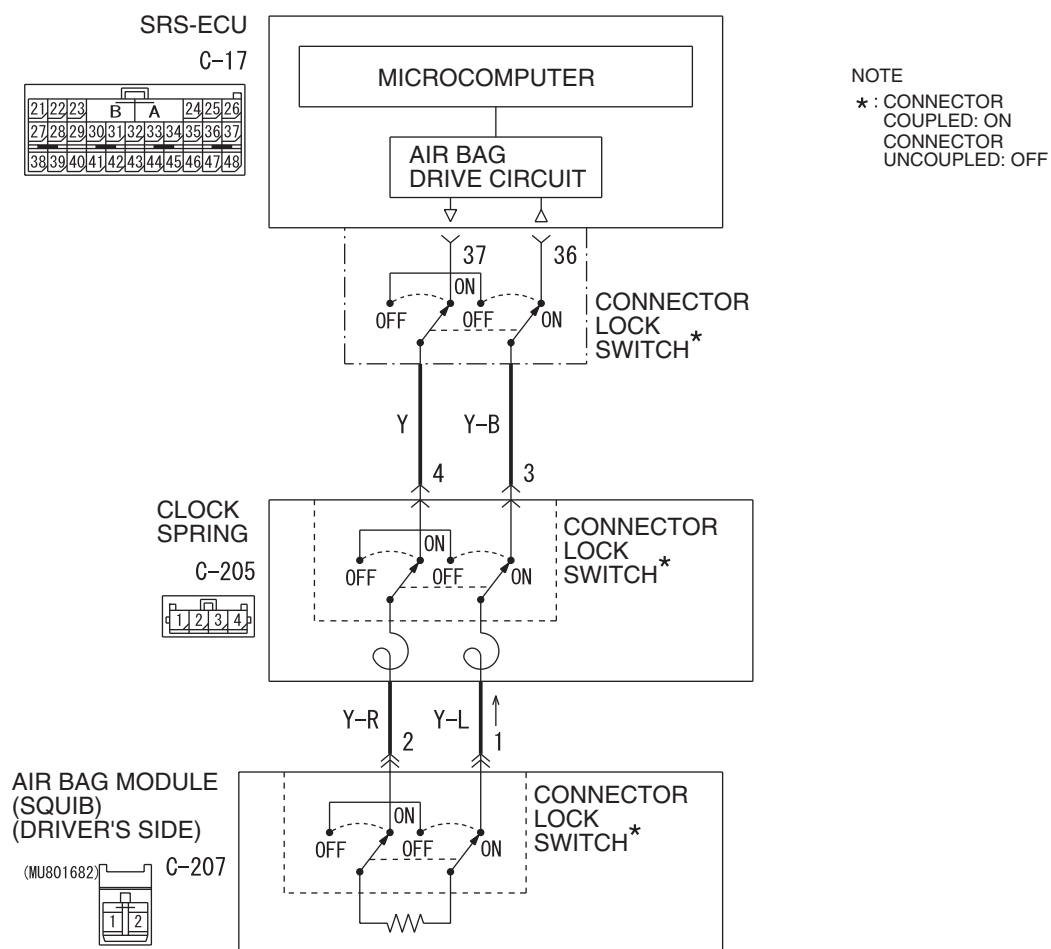 SRS-ECU
C-17
21 22 23 B A 24 25 26
27 28 29 30 31 32 33 34 35 36 37
38 39 40 41 42 43 44 45 46 47 48
MICROCOMPUTER
AIR BAG
DRIVE CIRCUIT
NOTE
* : CONNECTOR
COUPLED: ON
CONNECTOR
UNCOUPLED: OFF
37 36
ON
OFF OFF ON
CONNECTOR
LOCK
SWITCH*
Y Y-B
4 3
CLOCK
SPRING
C-205
1 2 3 4
ON
OFF OFF ON
CONNECTOR
LOCK
SWITCH*
Y-R Y-L
2 1
AIR BAG MODULE
(SQUIB)
(DRIVER'S SIDE)
(MU801682) C-207
1 2
ON
OFF OFF ON
CONNECTOR
LOCK
SWITCH*